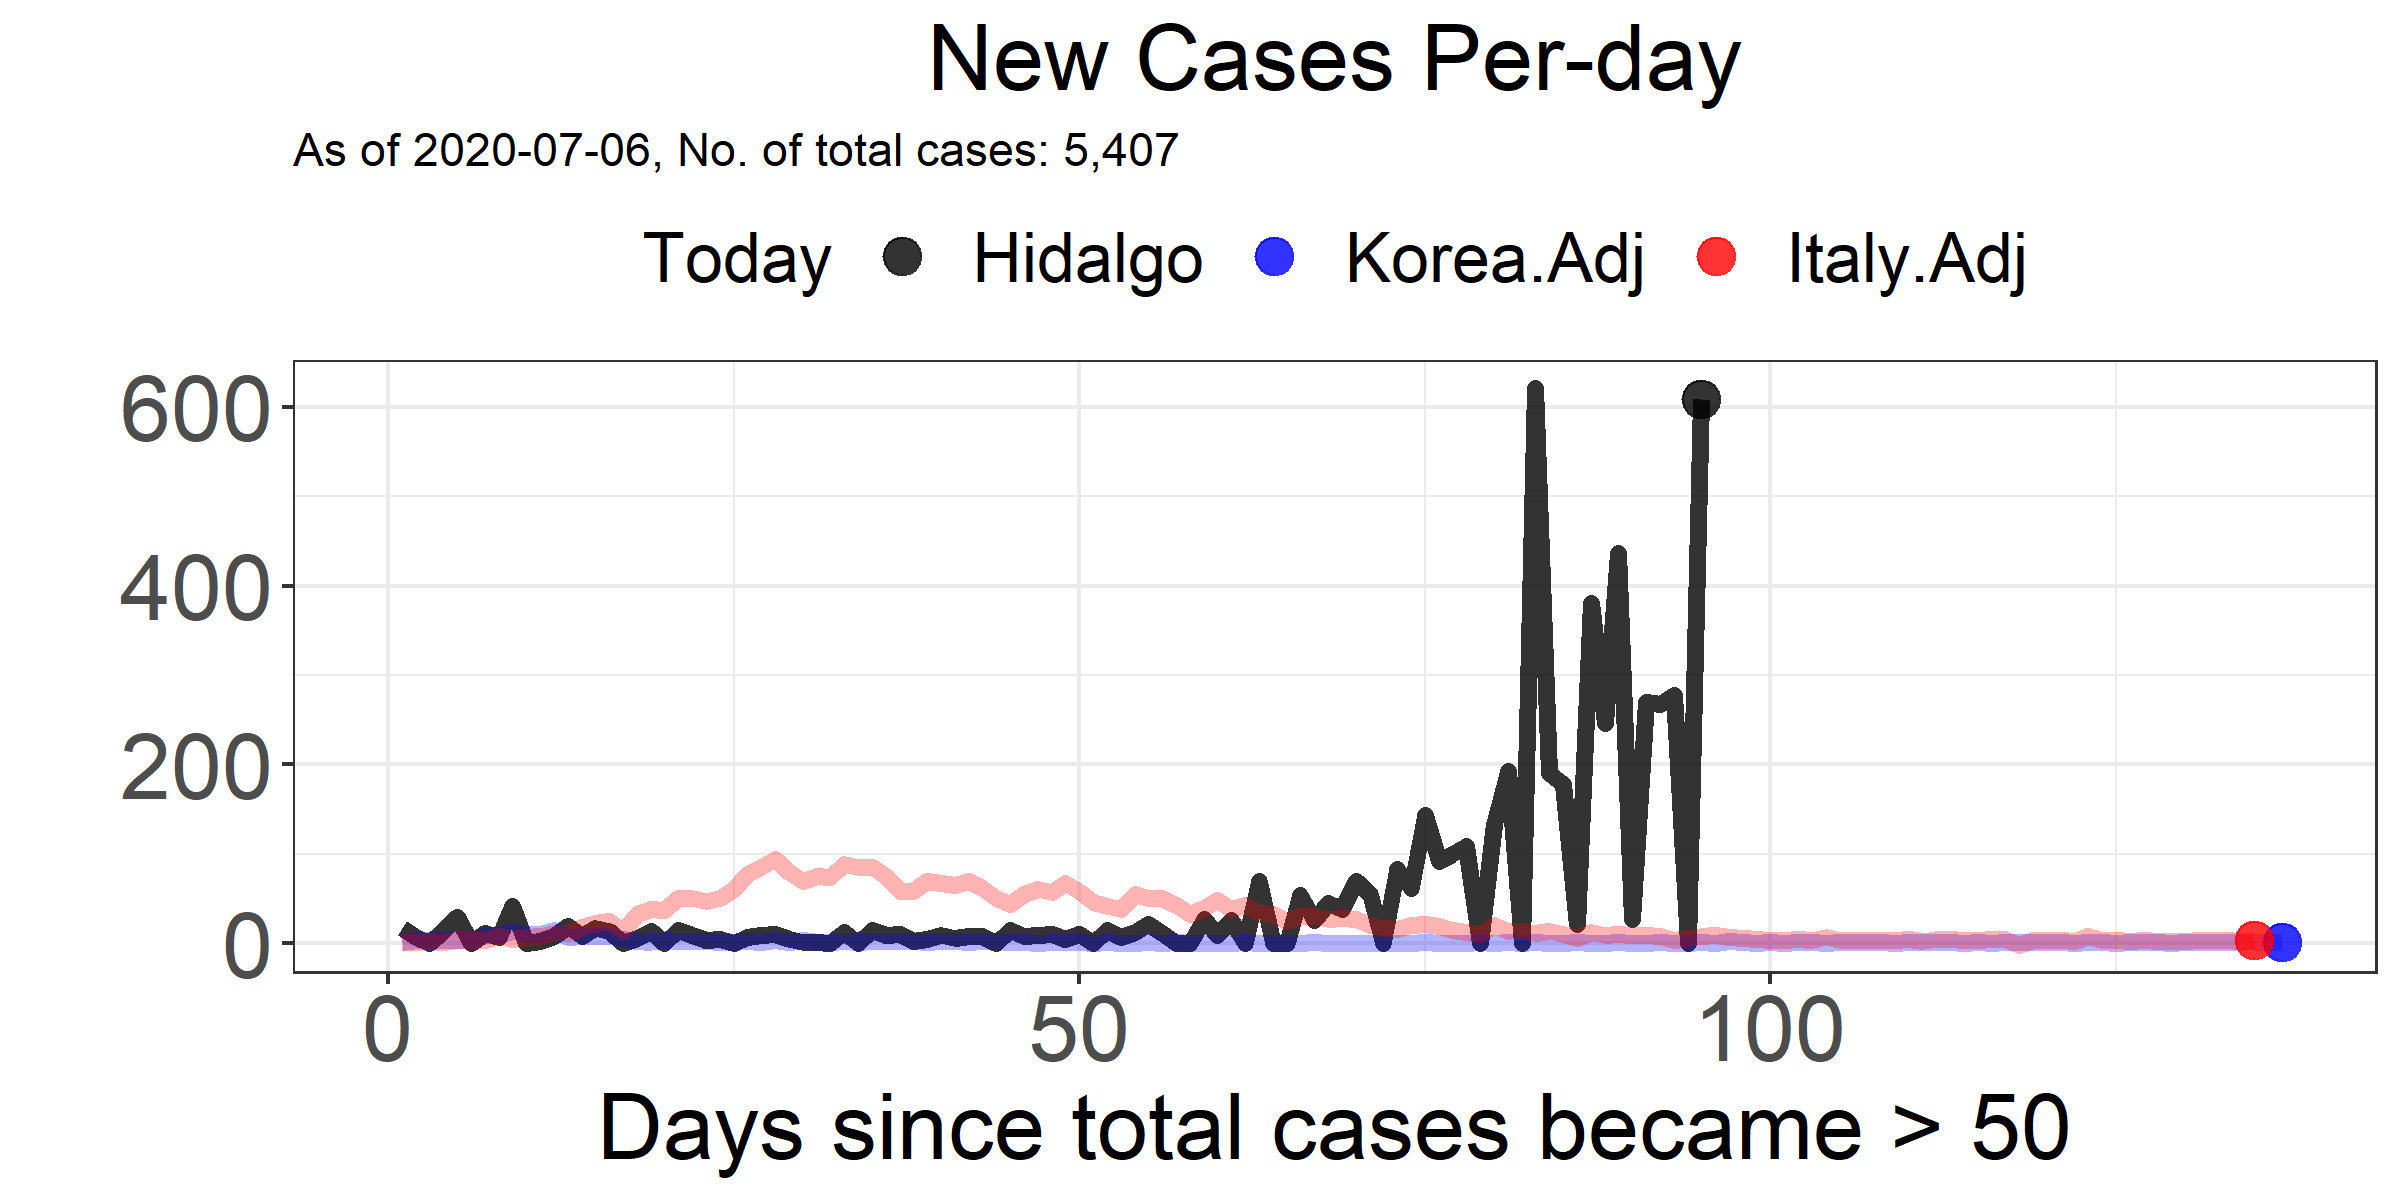 New Cases Per-day
As of 2020-07-06, No. of total cases: 5,407
Today Hidalgo Korea.Adj Italy.Adj
600
400
200
0
0 50 100
Days since total cases became > 50